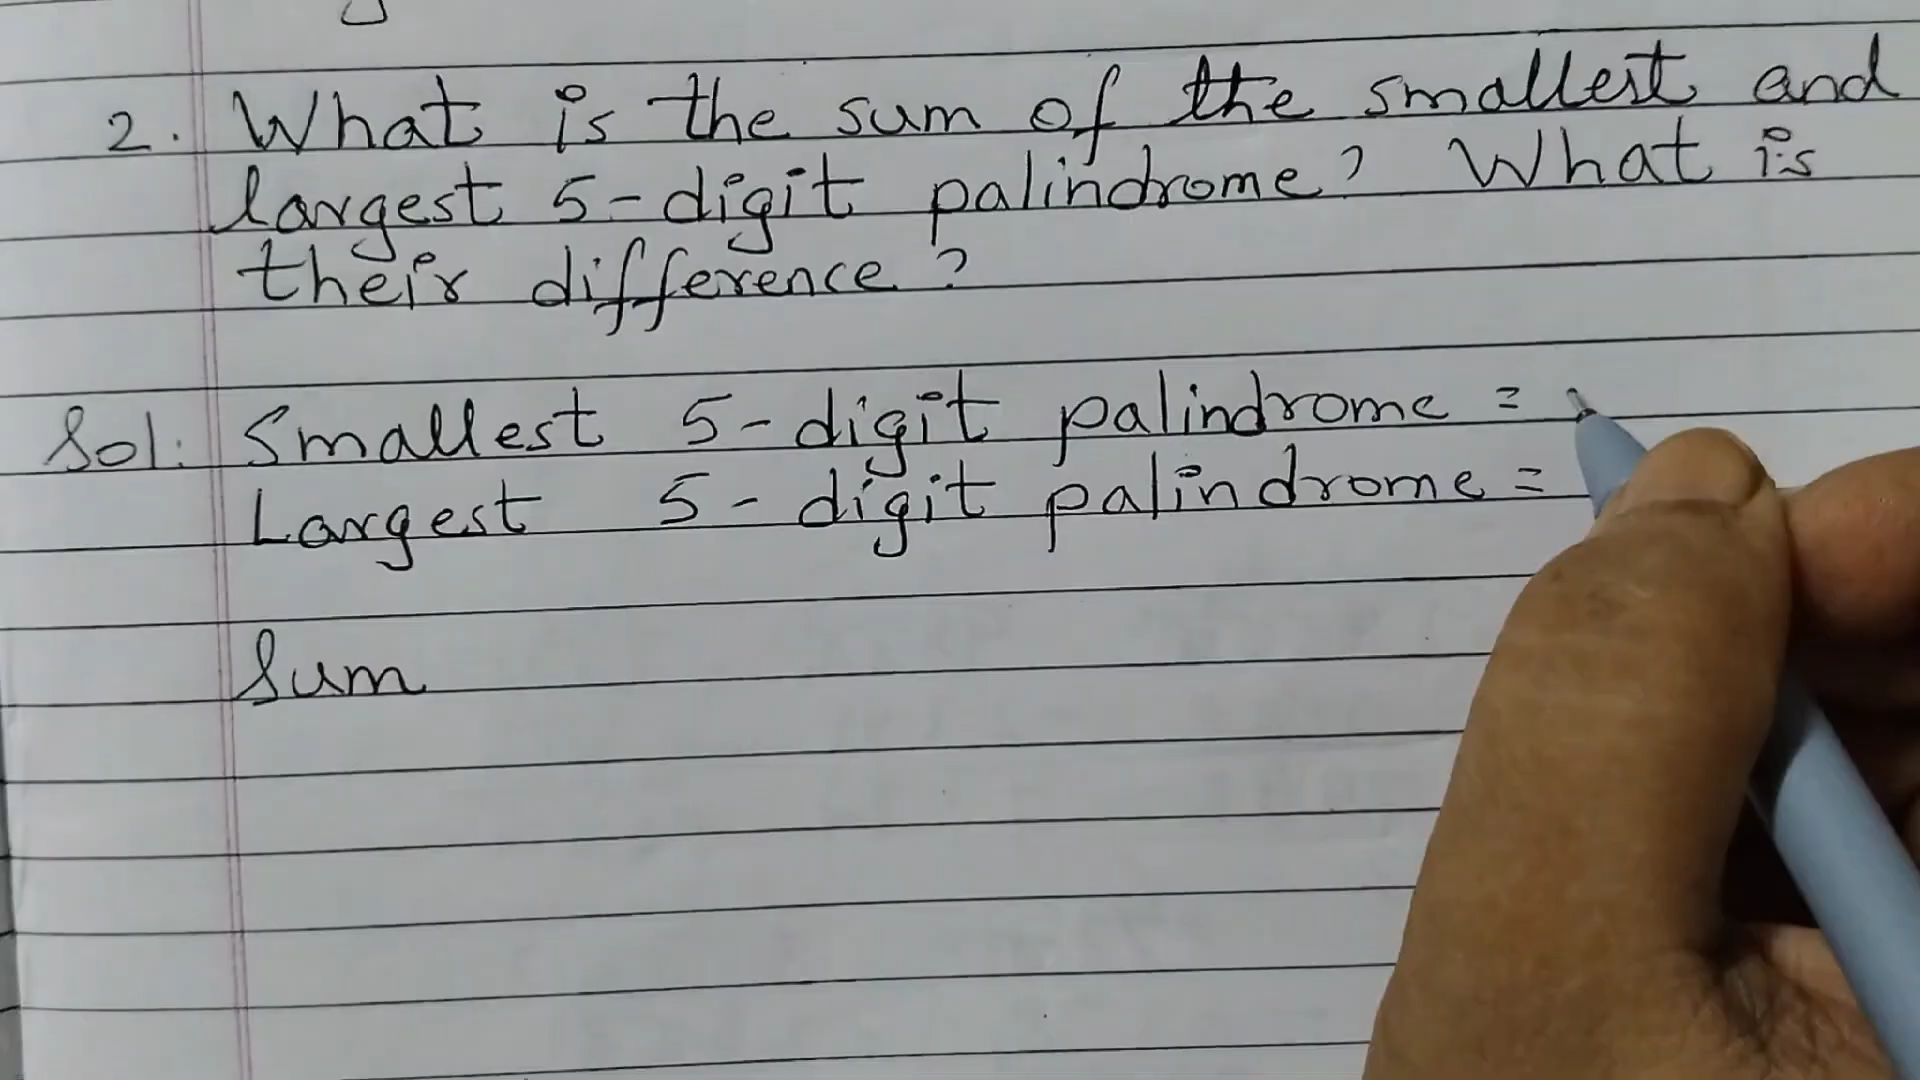 2. What is the sum of the smallest and
largest 5-digit palindrome? What is
their difference?
Sol: Smallest 5-digit palindrome =
Largest 5-digit palindrome =
Sum